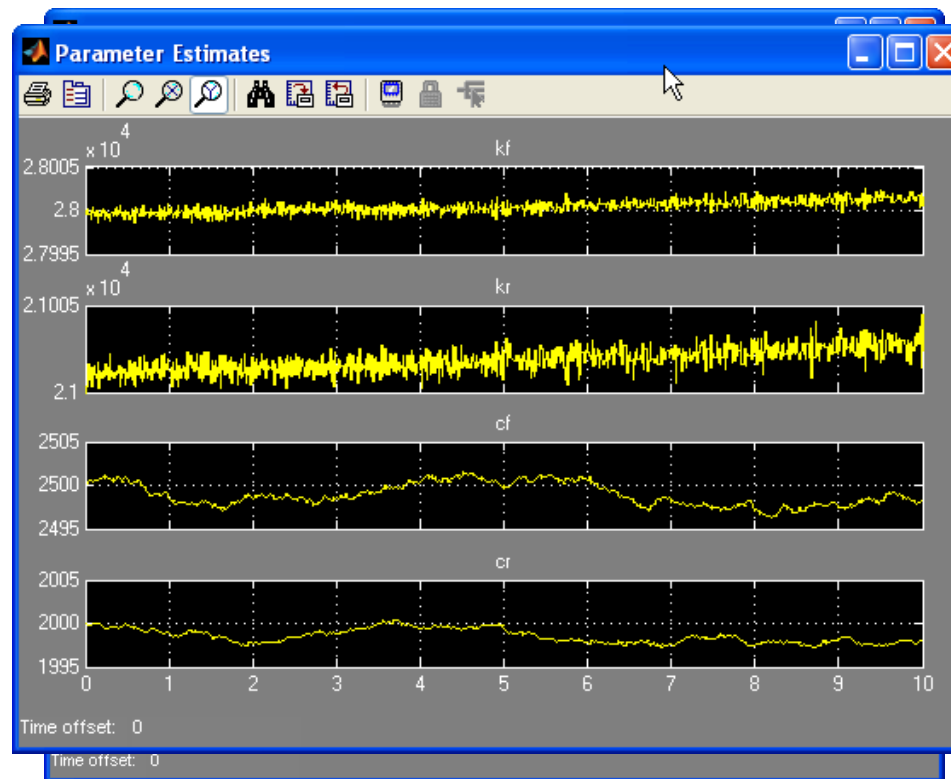 Parameter Estimates
x 10 4
kf
2.8005
2.8
2.7995
x 10 4
kr
2.1005
2.1
cf
2505
2500
2495
cr
2005
2000
1995
0 1 2 3 4 5 6 7 8 9 10
Time offset: 0
Time offset: 0